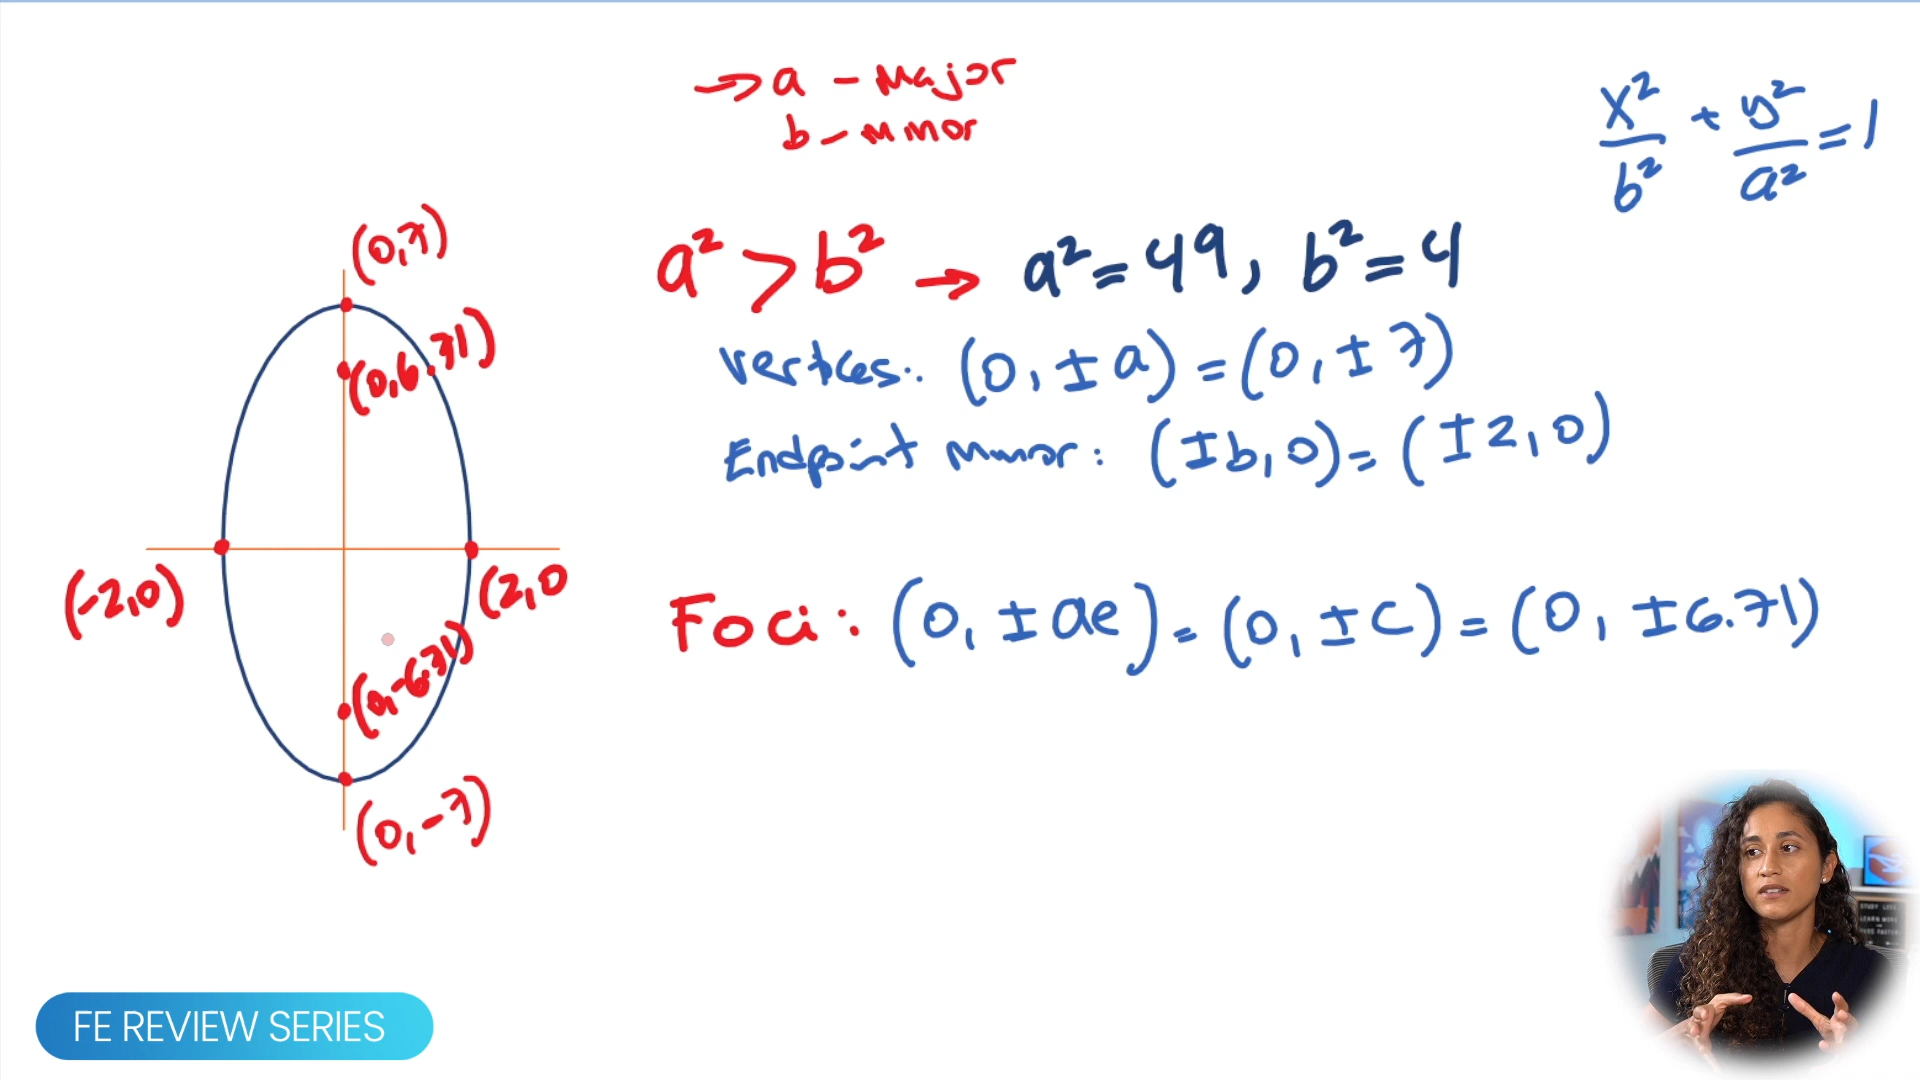 → a - Major
b - Minor
x²/b² + y²/a² = 1
a² > b² → a² = 49, b² = 4
vertices: (0, ± a) = (0, ± 7)
Endpoint Minor: (±b, 0) = (±2, 0)
Foci: (0, ± ae) = (0, ± c) = (0, ±6.71)
(0,7)
(0,6.71)
(-2,0)
(2,0
(0,-6.71)
(0,-7)
FE REVIEW SERIES